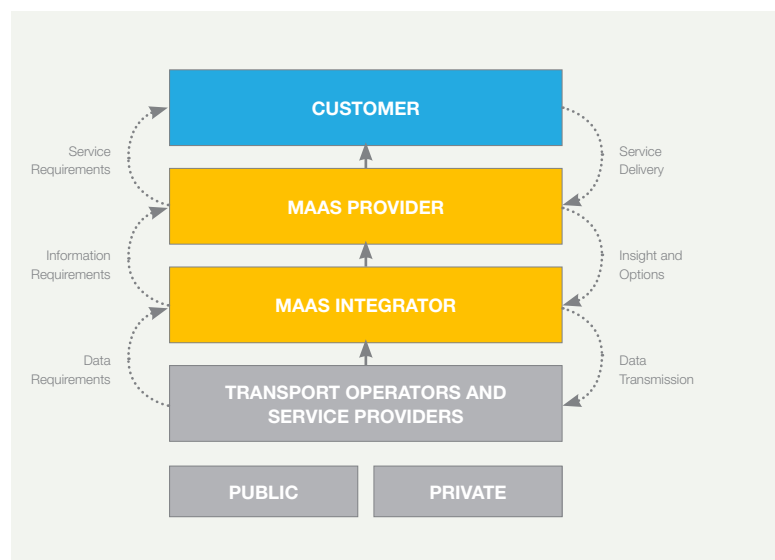 CUSTOMER
Service
Requirements
Service
Delivery
MAAS PROVIDER
Information
Requirements
Insight and
Options
MAAS INTEGRATOR
Data
Requirements
Data
Transmission
TRANSPORT OPERATORS AND
SERVICE PROVIDERS
PUBLIC
PRIVATE